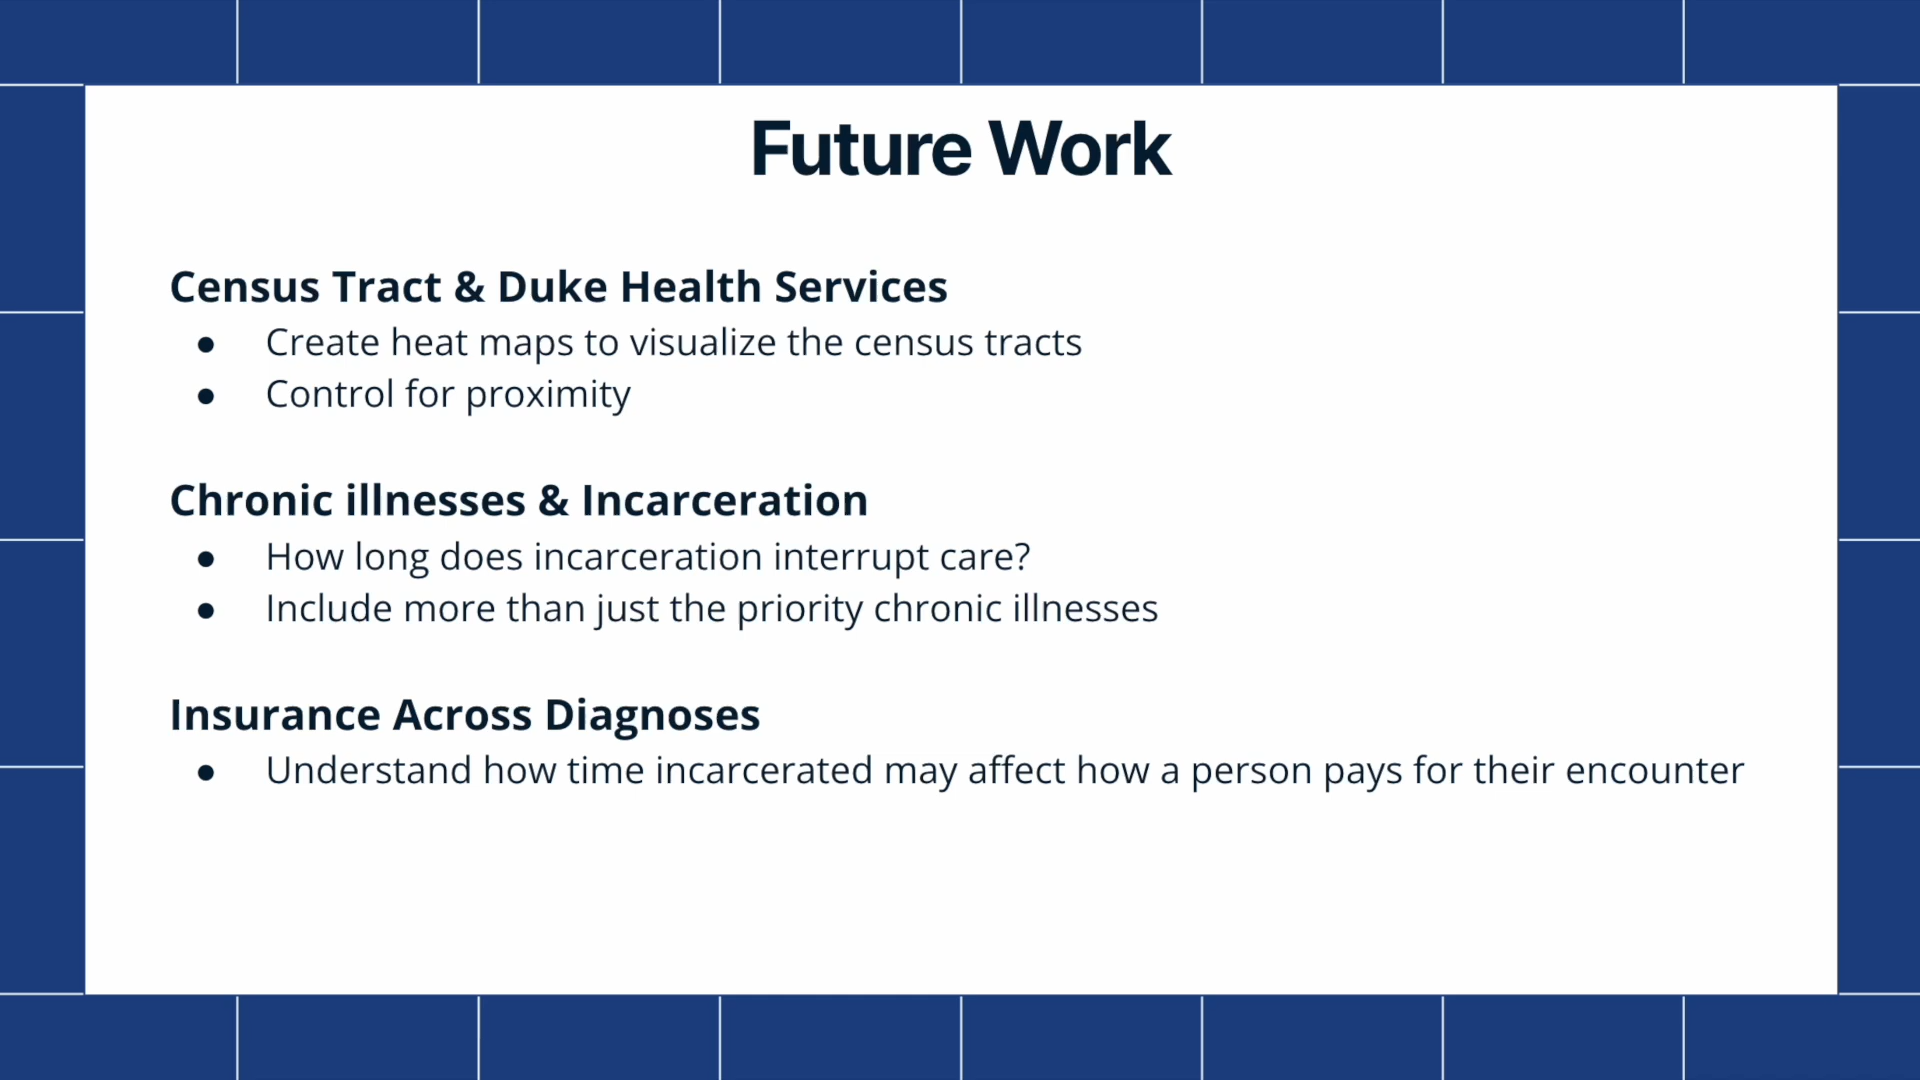 Future Work
Census Tract & Duke Health Services
● Create heat maps to visualize the census tracts
● Control for proximity
Chronic illnesses & Incarceration
● How long does incarceration interrupt care?
● Include more than just the priority chronic illnesses
Insurance Across Diagnoses
● Understand how time incarcerated may affect how a person pays for their encounter